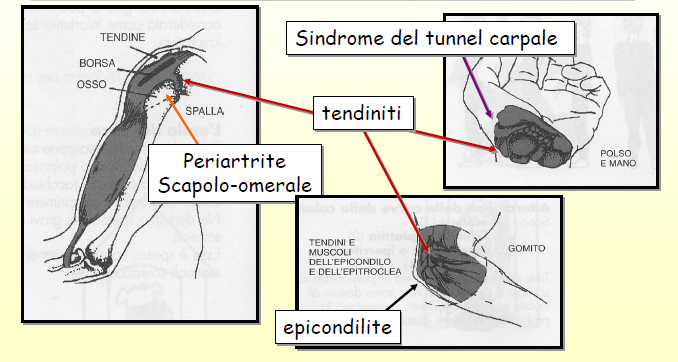 TENDINE
BORSA
OSSO
SPALLA
Periartrite
Scapolo-omerale
Sindrome del tunnel carpale
tendiniti
POLSO
E MANO
TENDINI E
MUSCOLI
DELL'EPICONDILO
E DELL'EPITROCLEA
GOMITO
epicondilite